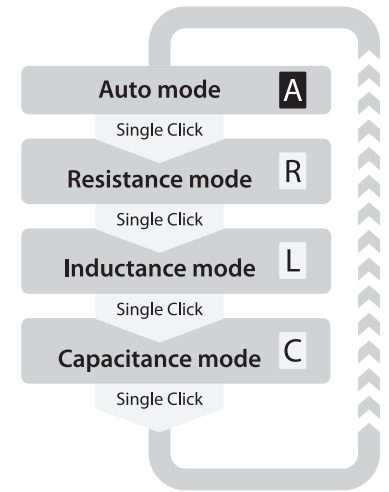 Auto mode A
Single Click
Resistance mode R
Single Click
Inductance mode L
Single Click
Capacitance mode C
Single Click